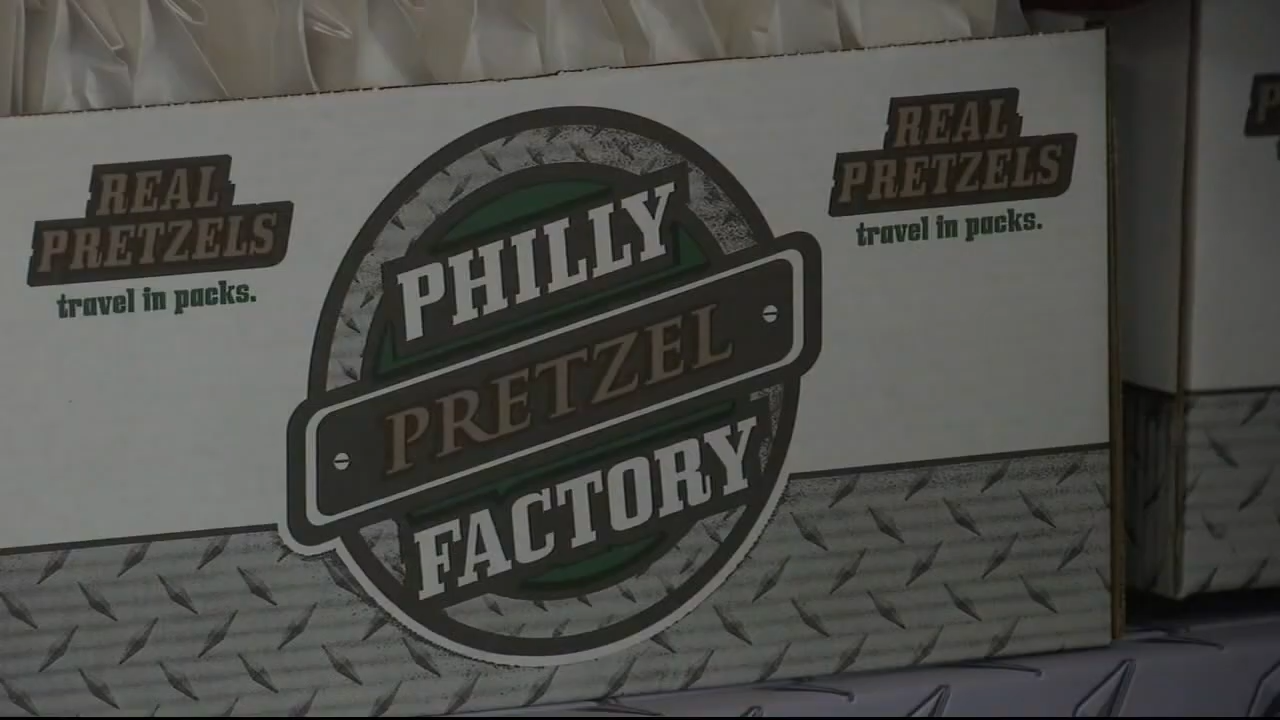 REAL
PRETZELS
travel in packs.
PHILLY
PRETZEL
FACTORY
REAL
PRETZELS
travel in packs.